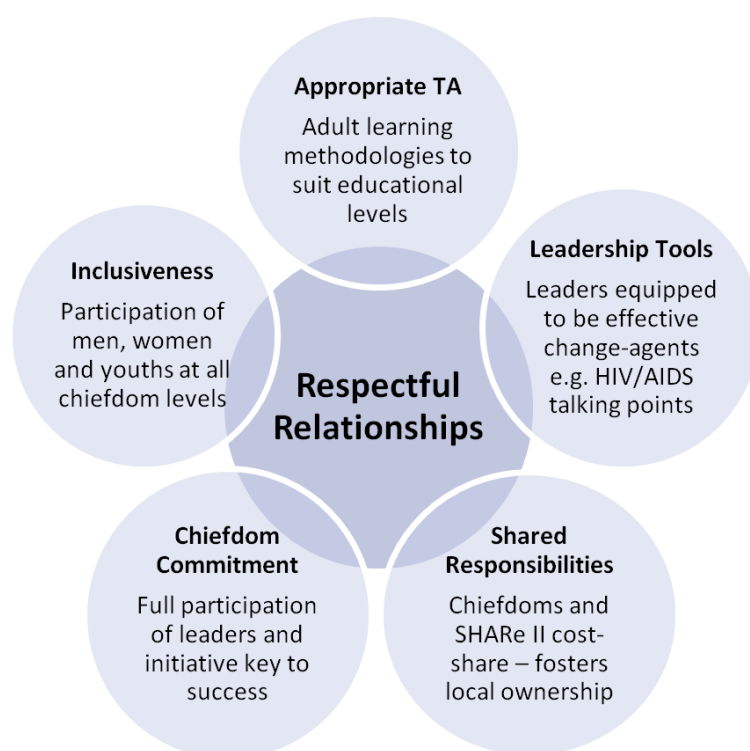 Appropriate TA
Adult learning
methodologies to
suit educational
levels
Leadership Tools
Leaders equipped
to be effective
change-agents
e.g. HIV/AIDS
talking points
Inclusiveness
Participation of
men, women
and youths at all
chiefdom levels
Respectful
Relationships
Chiefdom
Commitment
Full participation
of leaders and
initiative key to
success
Shared
Responsibilities
Chiefdoms and
SHARe II cost-
share – fosters
local ownership